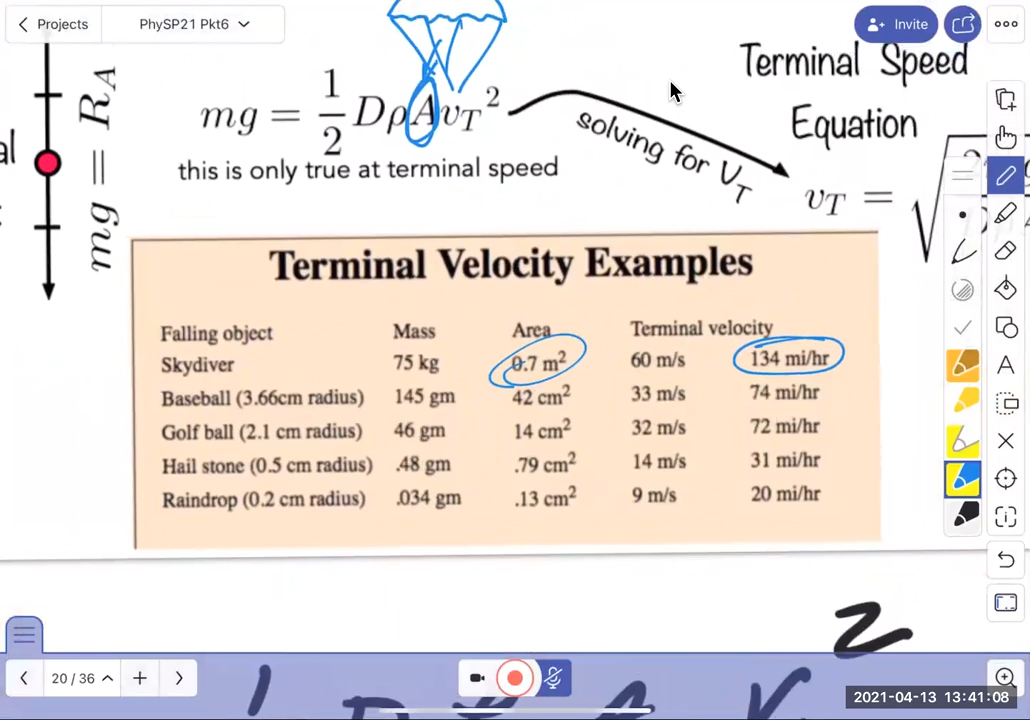 Projects
PhySP21 Pkt6
Invite
Terminal Speed
Equation
mg = R_A
mg = 1/2 DρAv_T²
solving for V_T
this is only true at terminal speed
v_T = √
Terminal Velocity Examples
Falling object Mass Area Terminal velocity
Skydiver 75 kg 0.7 m² 60 m/s 134 mi/hr
Baseball (3.66cm radius) 145 gm 42 cm² 33 m/s 74 mi/hr
Golf ball (2.1 cm radius) 46 gm 14 cm² 32 m/s 72 mi/hr
Hail stone (0.5 cm radius) .48 gm .79 cm² 14 m/s 31 mi/hr
Raindrop (0.2 cm radius) .034 gm .13 cm² 9 m/s 20 mi/hr
2
20 / 36
2021-04-13 13:41:08